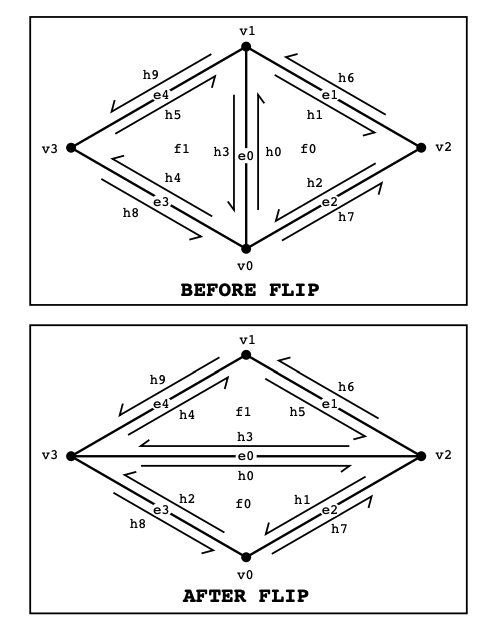 v1
h9
h6
e4
e1
h5
h1
v3
f1
h3
e0
h0
f0
v2
h4
h2
e3
e2
h8
h7
v0
BEFORE FLIP
v1
h9
h6
e4
e1
h4
f1
h5
h3
v3
e0
v2
h0
h2
f0
h1
e3
e2
h8
h7
v0
AFTER FLIP